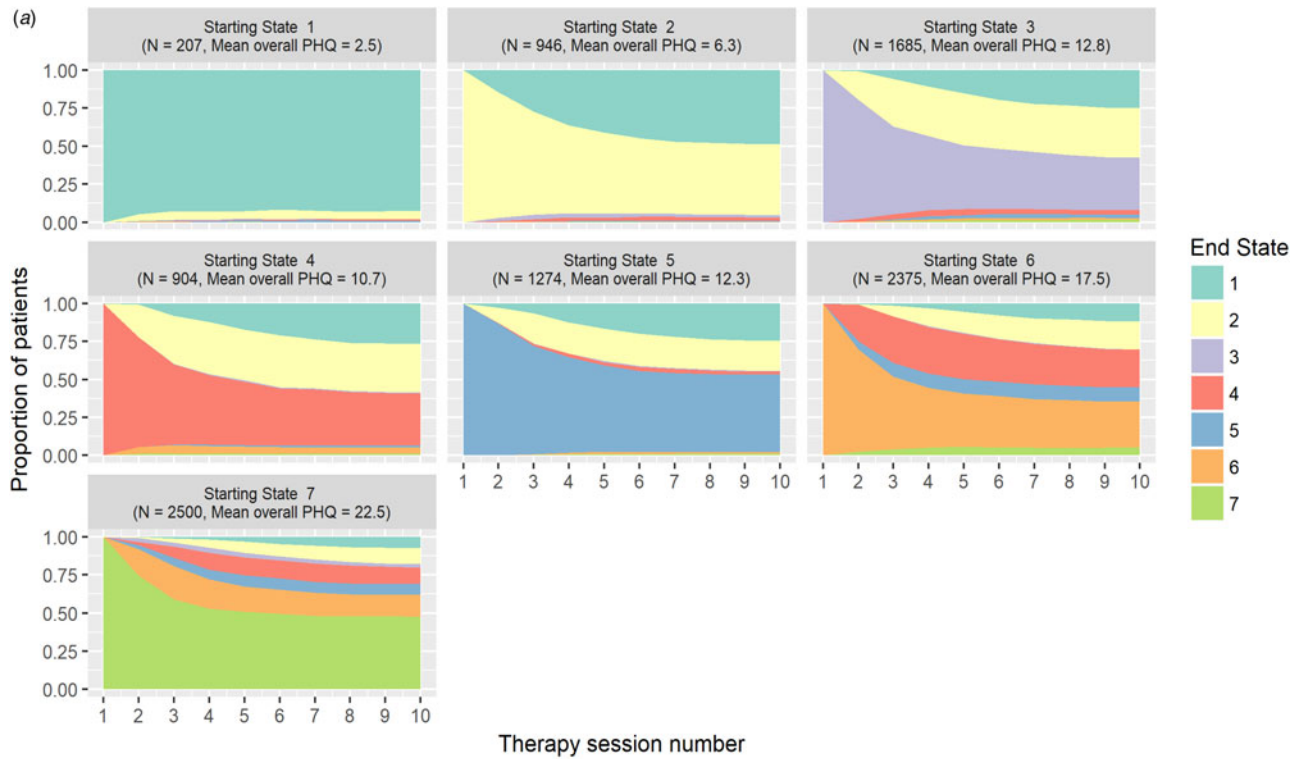 (a)
Starting State 1
(N = 207, Mean overall PHQ = 2.5)
Starting State 2
(N = 946, Mean overall PHQ = 6.3)
Starting State 3
(N = 1685, Mean overall PHQ = 12.8)
1.00
0.75
0.50
0.25
0.00
Starting State 4
(N = 904, Mean overall PHQ = 10.7)
Starting State 5
(N = 1274, Mean overall PHQ = 12.3)
Starting State 6
(N = 2375, Mean overall PHQ = 17.5)
1.00
0.75
0.50
0.25
0.00
1 2 3 4 5 6 7 8 9 10
1 2 3 4 5 6 7 8 9 10
Starting State 7
(N = 2500, Mean overall PHQ = 22.5)
1.00
0.75
0.50
0.25
0.00
1 2 3 4 5 6 7 8 9 10
Proportion of patients
Therapy session number
End State
1
2
3
4
5
6
7